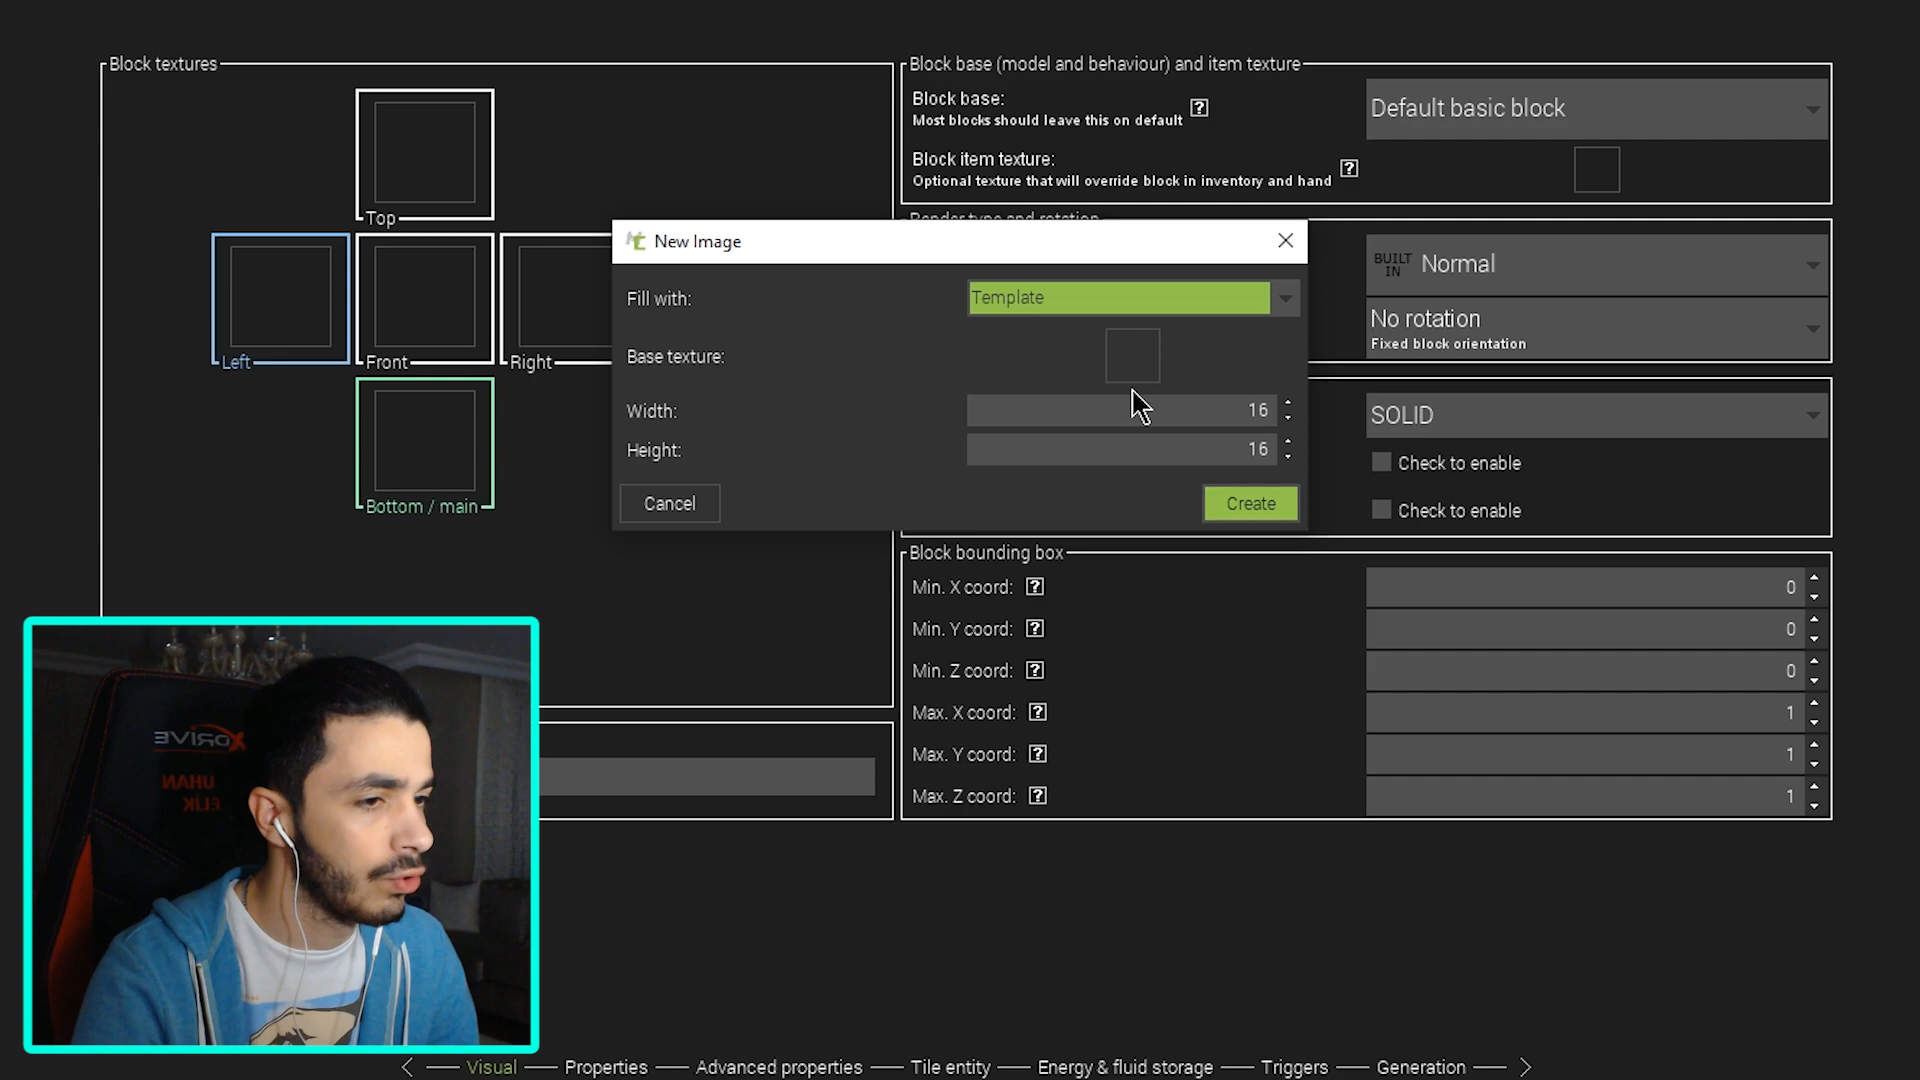 Block textures
Top
Left
Front
Right
Bottom / main
Block base (model and behaviour) and item texture
Block base:
Most blocks should leave this on default
?
Default basic block
Block item texture:
Optional texture that will override block in inventory and hand
?
Render type and rotation
BUILT IN
Normal
No rotation
Fixed block orientation
New Image
Fill with:
Template
Base texture:
Width:
16
Height:
16
Cancel
Create
SOLID
Check to enable
Check to enable
Block bounding box
Min. X coord: ? 0
Min. Y coord: ? 0
Min. Z coord: ? 0
Max. X coord: ? 1
Max. Y coord: ? 1
Max. Z coord: ? 1
XDRIVE
Visual Properties Advanced properties Tile entity Energy & fluid storage Triggers Generation